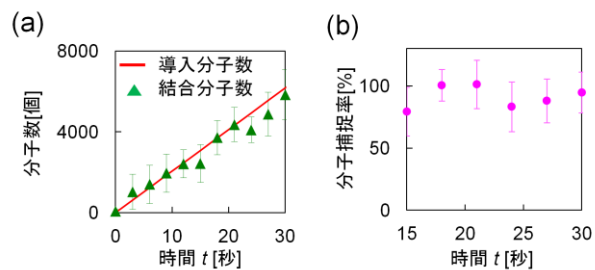 (a)
8000
4000
0
分子数[個]
導入分子数
結合分子数
0
10
20
30
時間 t [秒]
(b)
100
50
0
分子捕捉率[%]
15
20
25
30
時間 t [秒]